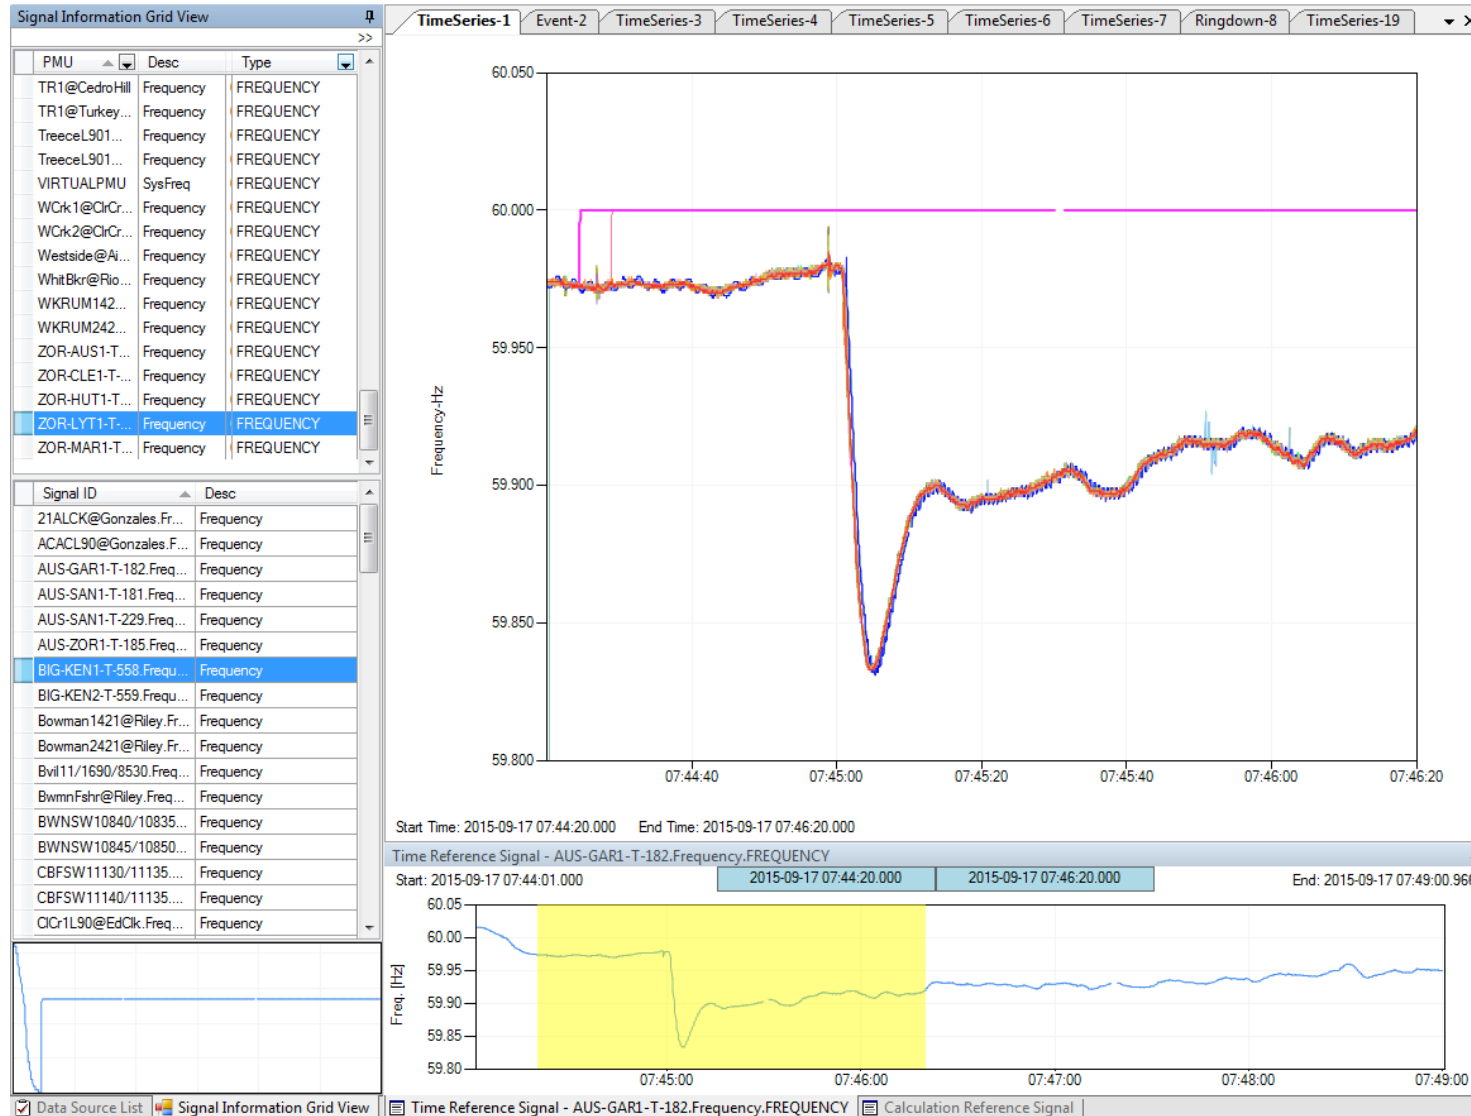 Signal Information Grid View
>>
PMU Desc Type
TR1@CedroHill Frequency FREQUENCY
TR1@Turkey... Frequency FREQUENCY
TreeceL901... Frequency FREQUENCY
TreeceL901... Frequency FREQUENCY
VIRTUALPMU SysFreq FREQUENCY
WCrk1@ClrCr... Frequency FREQUENCY
WCrk2@ClrCr... Frequency FREQUENCY
Westside@Ai... Frequency FREQUENCY
WhitBkr@Rio... Frequency FREQUENCY
WKRUM142... Frequency FREQUENCY
WKRUM242... Frequency FREQUENCY
ZOR-AUS1-T... Frequency FREQUENCY
ZOR-CLE1-T-... Frequency FREQUENCY
ZOR-HUT1-T... Frequency FREQUENCY
ZOR-LYT1-T-... Frequency FREQUENCY
ZOR-MAR1-T... Frequency FREQUENCY
Signal ID Desc
21ALCK@Gonzales.Fr... Frequency
ACACL90@Gonzales.F... Frequency
AUS-GAR1-T-182.Freq... Frequency
AUS-SAN1-T-181.Freq... Frequency
AUS-SAN1-T-229.Freq... Frequency
AUS-ZOR1-T-185.Freq... Frequency
BIG-KEN1-T-558.Frequ... Frequency
BIG-KEN2-T-559.Frequ... Frequency
Bowman1421@Riley.Fr... Frequency
Bowman2421@Riley.Fr... Frequency
Bvil11/1690/8530.Freq... Frequency
BwmnFshr@Riley.Freq... Frequency
BWNSW10840/10835... Frequency
BWNSW10845/10850... Frequency
CBFSW11130/11135.... Frequency
CBFSW11140/11135.... Frequency
ClCr1L90@EdClk.Freq... Frequency
Data Source List Signal Information Grid View
TimeSeries-1 Event-2 TimeSeries-3 TimeSeries-4 TimeSeries-5 TimeSeries-6 TimeSeries-7 Ringdown-8 TimeSeries-19
60.050
60.000
59.950
59.900
59.850
59.800
Frequency-Hz
07:44:40 07:45:00 07:45:20 07:45:40 07:46:00 07:46:20
Start Time: 2015-09-17 07:44:20.000 End Time: 2015-09-17 07:46:20.000
Time Reference Signal - AUS-GAR1-T-182.Frequency.FREQUENCY
Start: 2015-09-17 07:44:01.000 2015-09-17 07:44:20.000 2015-09-17 07:46:20.000 End: 2015-09-17 07:49:00.966
60.05
60.00
59.95
59.90
59.85
59.80
Freq. [Hz]
07:45:00 07:46:00 07:47:00 07:48:00 07:49:00
Time Reference Signal - AUS-GAR1-T-182.Frequency.FREQUENCY Calculation Reference Signal